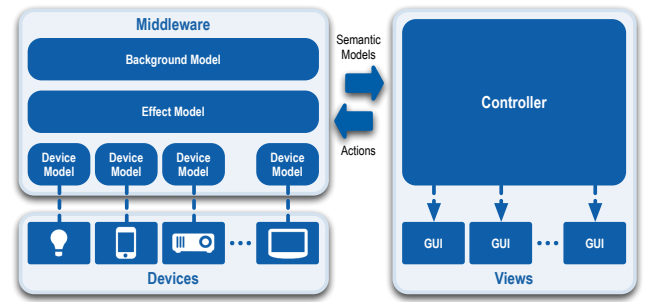 Middleware
Background Model
Effect Model
Device
Model
Device
Model
Device
Model
Device
Model
Devices
Semantic
Models
Actions
Controller
GUI
GUI
GUI
Views